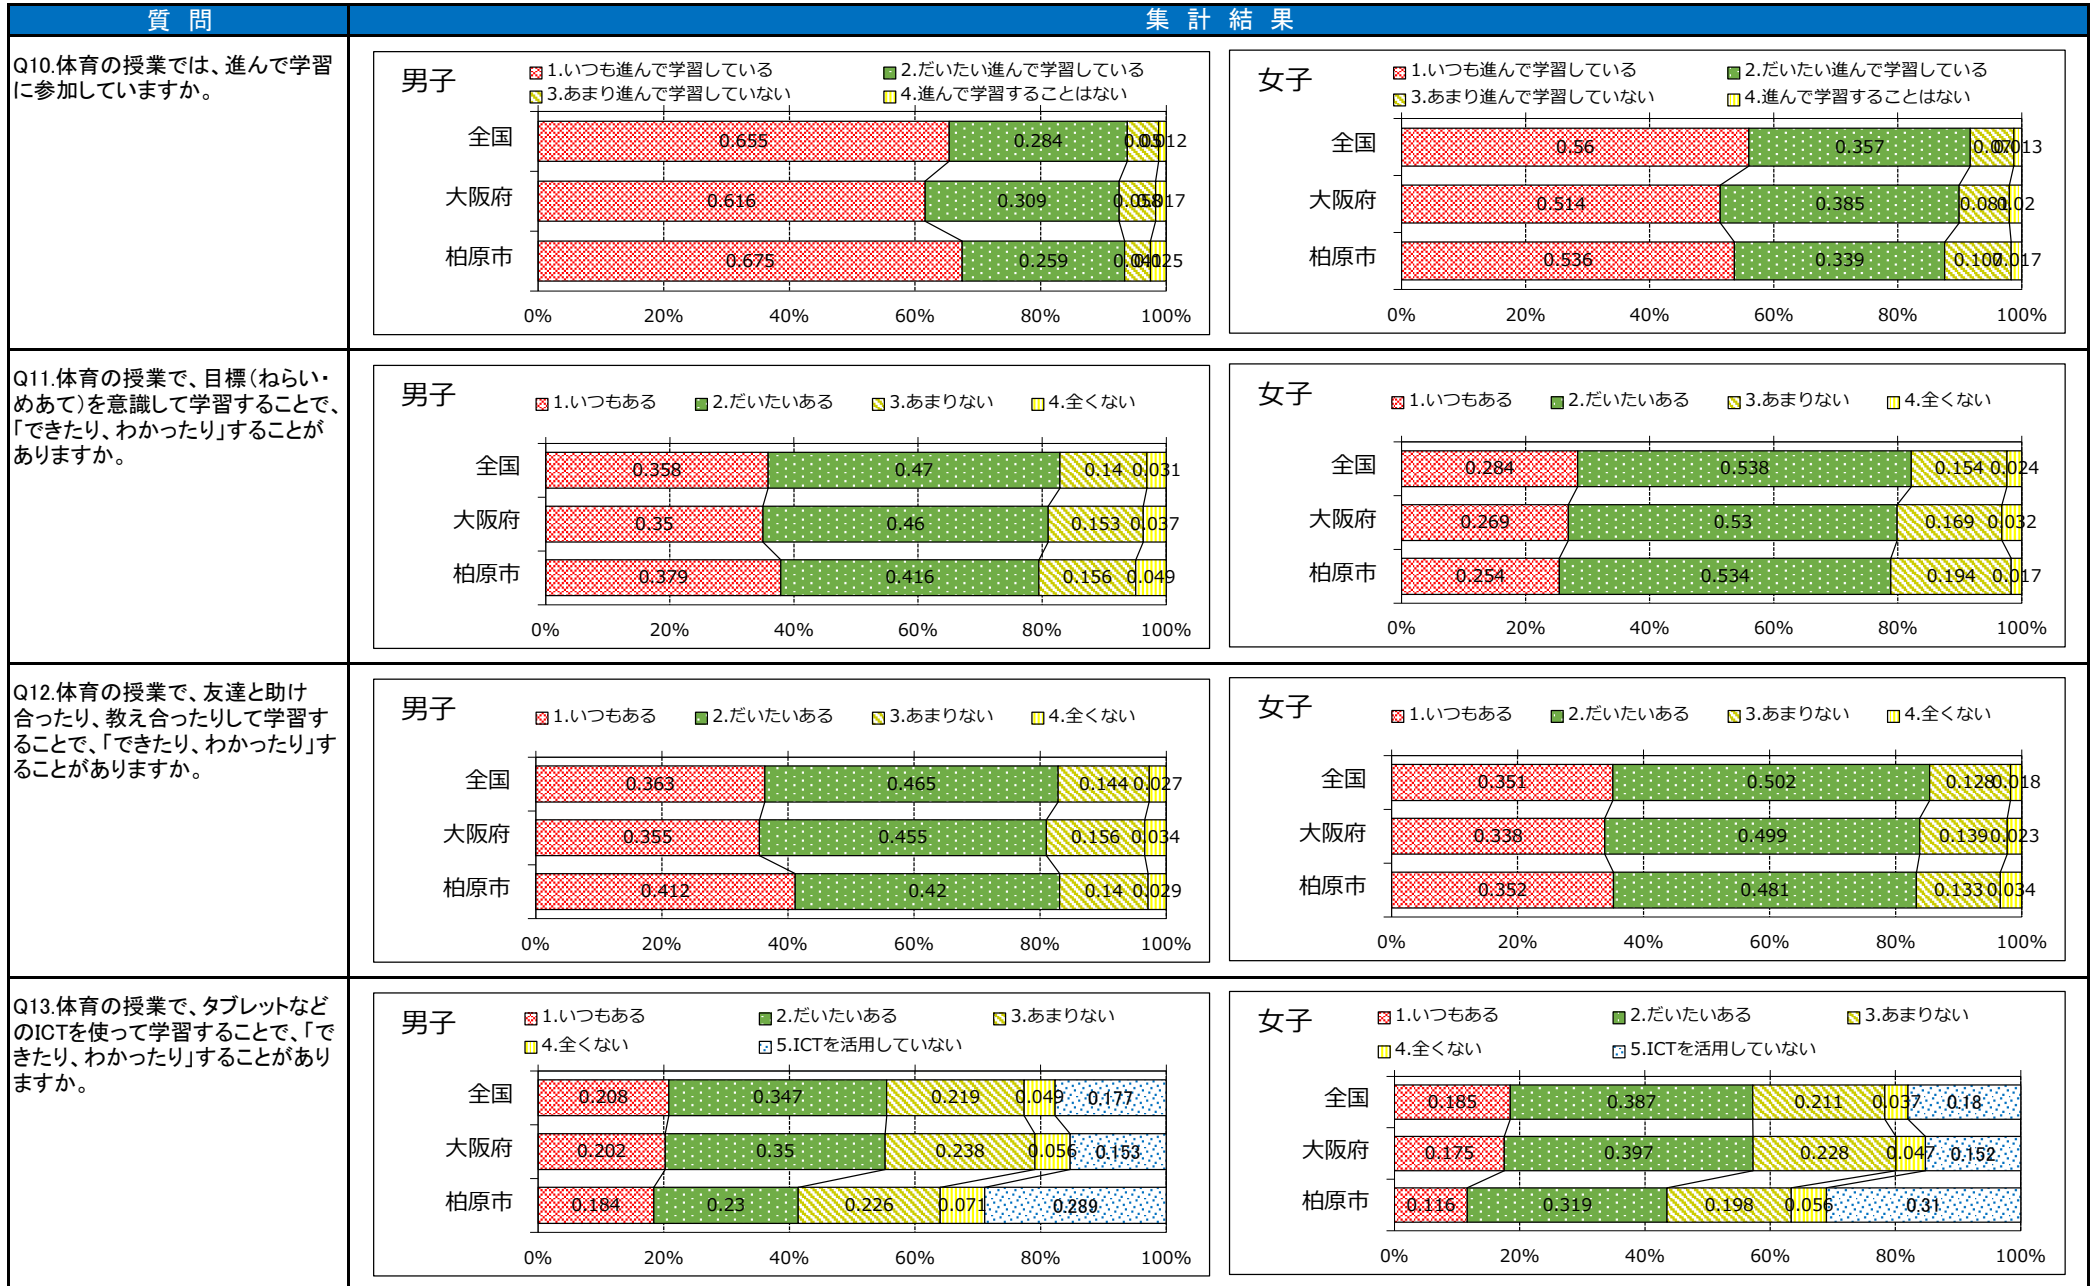 質 問
集 計 結 果
Q10.体育の授業では、進んで学習
に参加していますか。
男子
1.いつも進んで学習している
2.だいたい進んで学習している
3.あまり進んで学習していない
4.進んで学習することはない
全国
0.655
0.284
0.05
0.012
大阪府
0.616
0.309
0.058
0.017
柏原市
0.675
0.259
0.041
0.025
0%
20%
40%
60%
80%
100%
女子
1.いつも進んで学習している
2.だいたい進んで学習している
3.あまり進んで学習していない
4.進んで学習することはない
全国
0.56
0.357
0.07
0.013
大阪府
0.514
0.385
0.081
0.02
柏原市
0.536
0.339
0.107
0.017
0%
20%
40%
60%
80%
100%
Q11.体育の授業で、目標(ねらい・
めあて)を意識して学習することで、
「できたり、わかったり」することが
ありますか。
男子
1.いつもある
2.だいたいある
3.あまりない
4.全くない
全国
0.358
0.47
0.14
0.031
大阪府
0.35
0.46
0.153
0.037
柏原市
0.379
0.416
0.156
0.049
0%
20%
40%
60%
80%
100%
女子
1.いつもある
2.だいたいある
3.あまりない
4.全くない
全国
0.284
0.538
0.154
0.024
大阪府
0.269
0.53
0.169
0.032
柏原市
0.254
0.534
0.194
0.017
0%
20%
40%
60%
80%
100%
Q12.体育の授業で、友達と助け
合ったり、教え合ったりして学習す
ることで、「できたり、わかったり」す
ることがありますか。
男子
1.いつもある
2.だいたいある
3.あまりない
4.全くない
全国
0.363
0.465
0.144
0.027
大阪府
0.355
0.455
0.156
0.034
柏原市
0.412
0.42
0.14
0.029
0%
20%
40%
60%
80%
100%
女子
1.いつもある
2.だいたいある
3.あまりない
4.全くない
全国
0.351
0.502
0.128
0.018
大阪府
0.338
0.499
0.139
0.023
柏原市
0.352
0.481
0.133
0.034
0%
20%
40%
60%
80%
100%
Q13.体育の授業で、タブレットなど
のICTを使って学習することで、「で
きたり、わかったり」することがあり
ますか。
男子
1.いつもある
2.だいたいある
3.あまりない
4.全くない
5.ICTを活用していない
全国
0.208
0.347
0.219
0.049
0.177
大阪府
0.202
0.35
0.238
0.056
0.153
柏原市
0.184
0.23
0.226
0.071
0.289
0%
20%
40%
60%
80%
100%
女子
1.いつもある
2.だいたいある
3.あまりない
4.全くない
5.ICTを活用していない
全国
0.185
0.387
0.211
0.037
0.18
大阪府
0.175
0.397
0.228
0.047
0.152
柏原市
0.116
0.319
0.198
0.056
0.31
0%
20%
40%
60%
80%
100%